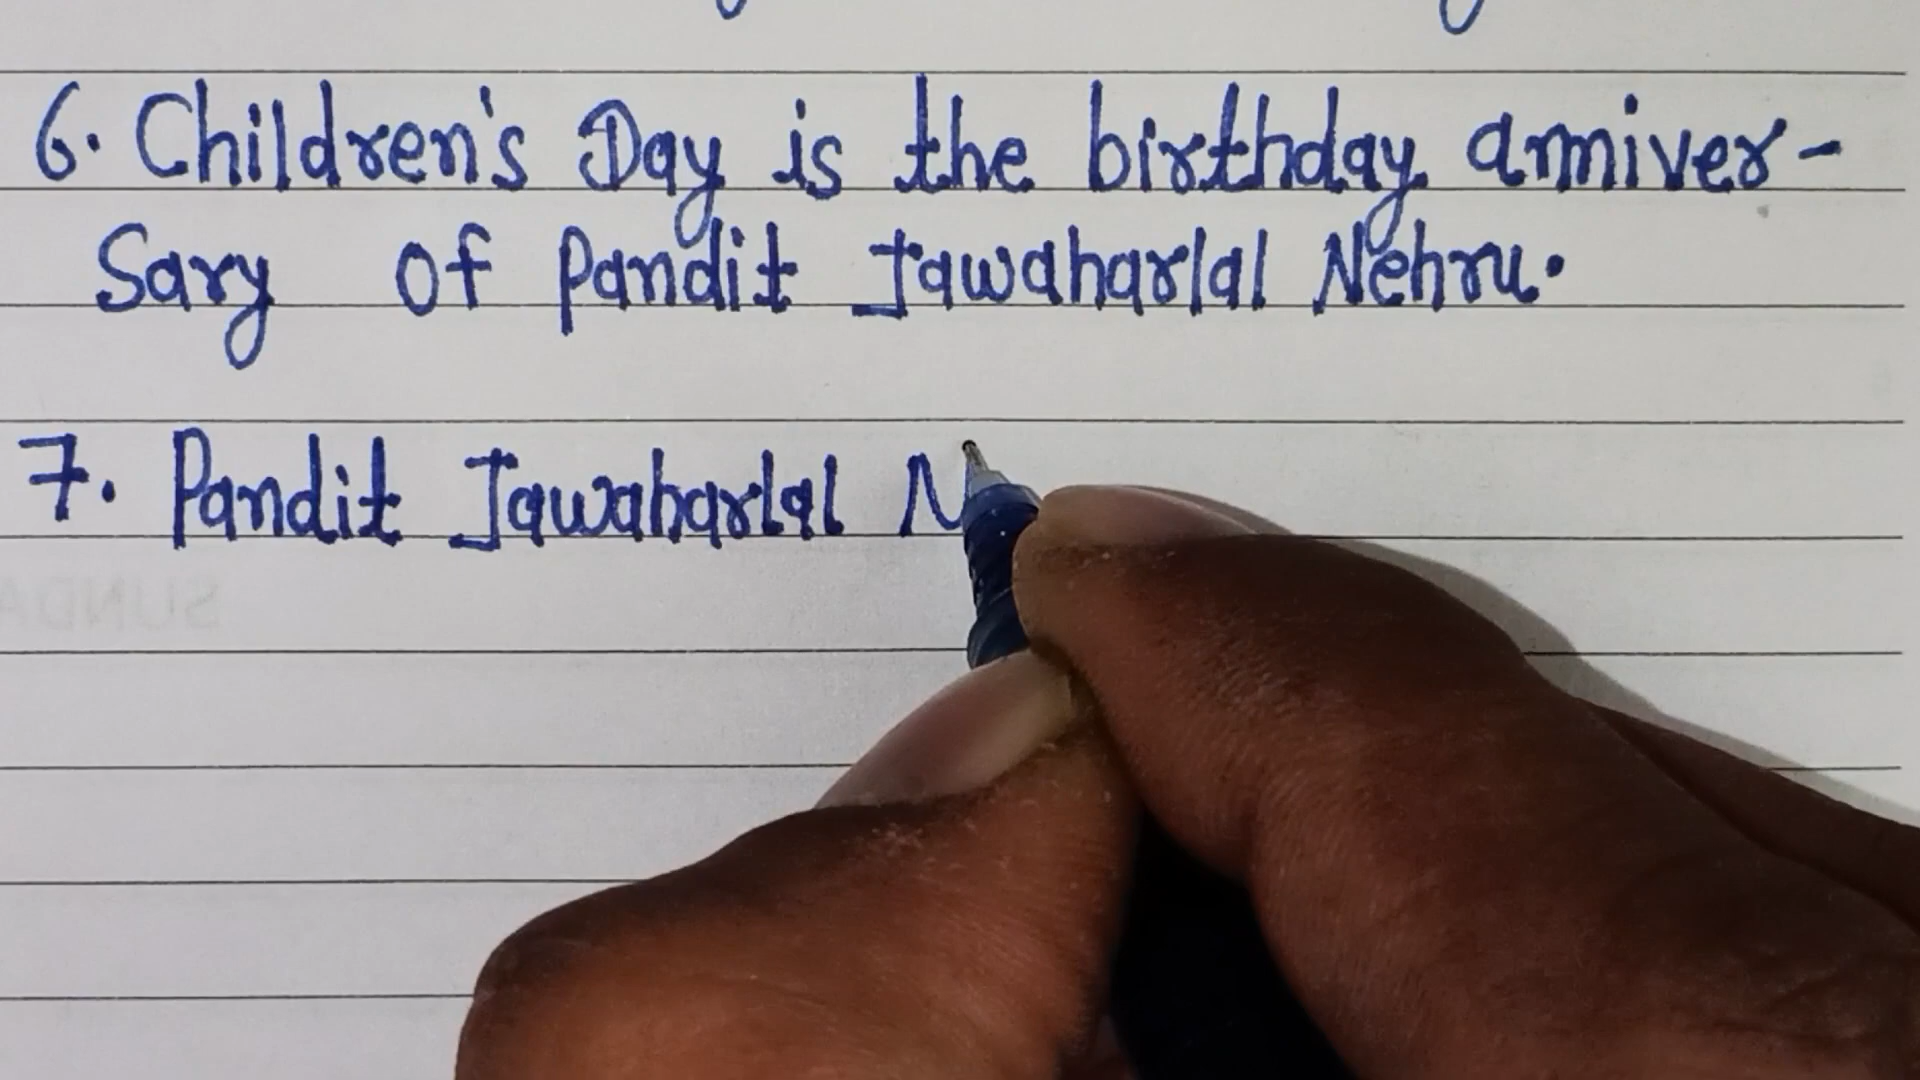 6. Children's Day is the birthday anniver-
sary of Pandit Jawaharlal Nehru.
7. Pandit Jawaharlal N